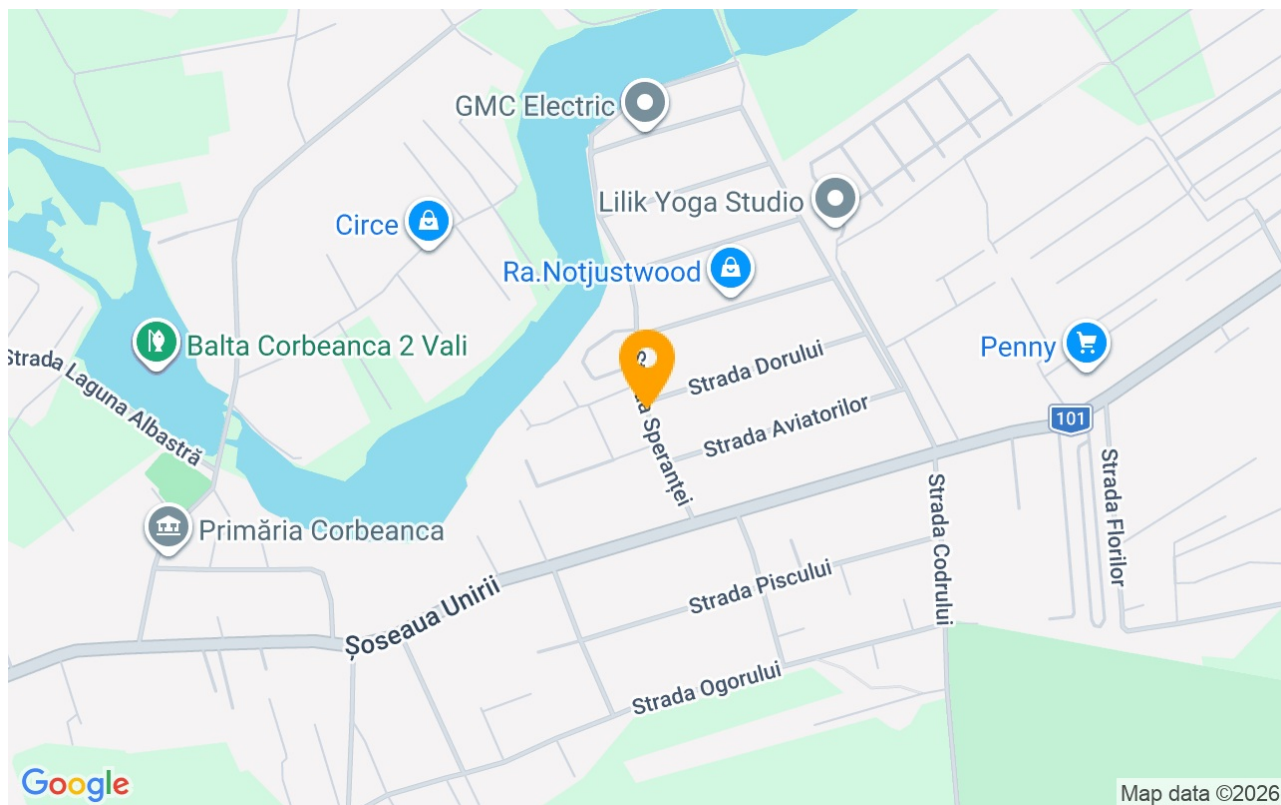 GMC Electric
Lilik Yoga Studio
Circe
Ra.Notjustwood
Balta Corbeanca 2 Vali
Penny
Strada Laguna Albastră
Strada Dorului
Strada Aviatorilor
101
Speranței
Primăria Corbeanca
Strada Codrului
Strada Florilor
Șoseaua Unirii
Strada Piscului
Strada Ogorului
Google
Map data ©2026